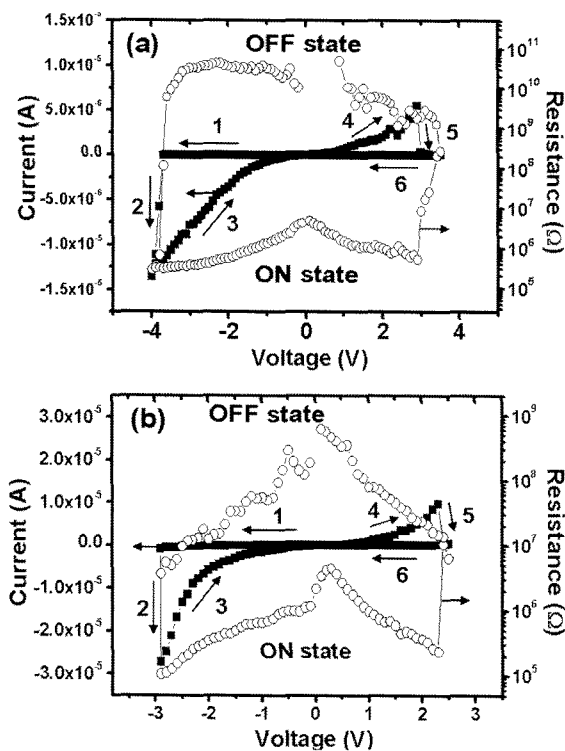 (a) OFF state
1.5x10⁻⁵
1.0x10⁻⁵
5.0x10⁻⁶
0.0
-5.0x10⁻⁶
-1.0x10⁻⁵
-1.5x10⁻⁵
Current (A)
1
2
3
4
5
6
ON state
10¹¹
10¹⁰
10⁹
10⁸
10⁷
10⁶
10⁵
Resistance (Ω)
-4 -2 0 2 4
Voltage (V)
(b) OFF state
3.0x10⁻⁵
2.0x10⁻⁵
1.0x10⁻⁵
0.0
-1.0x10⁻⁵
-2.0x10⁻⁵
-3.0x10⁻⁵
Current (A)
1
2
3
4
5
6
ON state
10⁹
10⁸
10⁷
10⁶
10⁵
Resistance (Ω)
-3 -2 -1 0 1 2 3
Voltage (V)